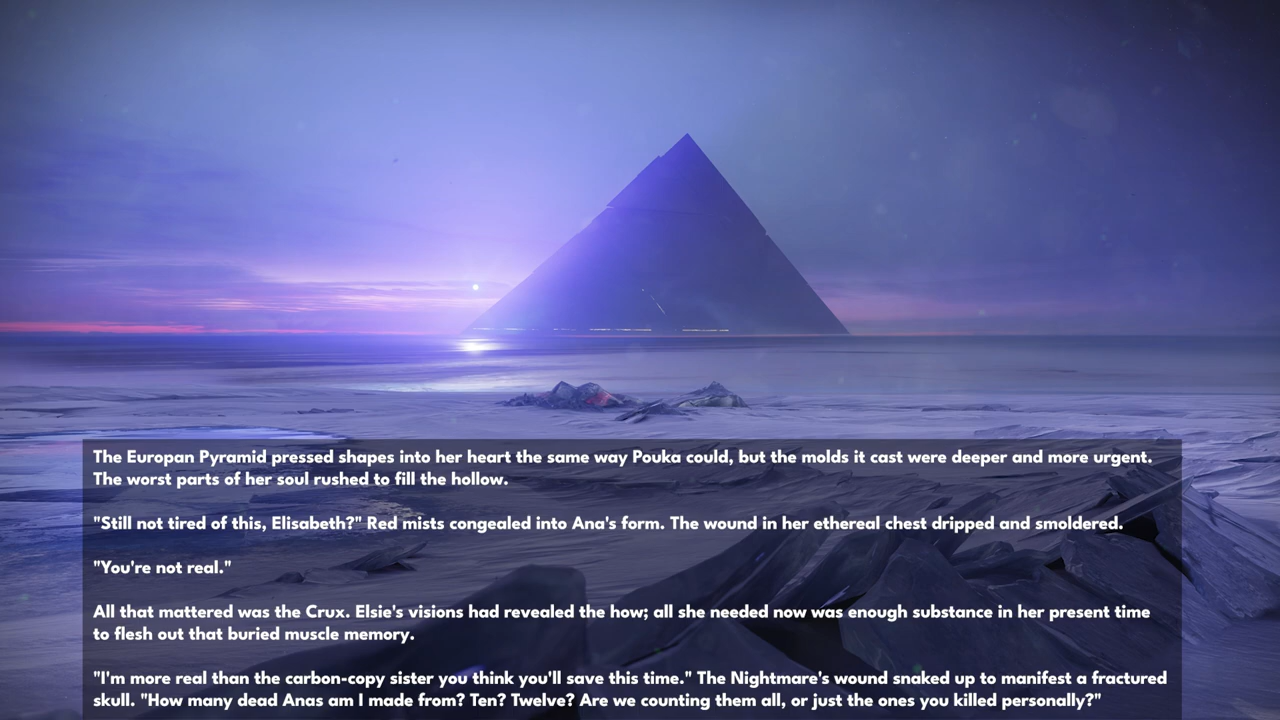 The Europan Pyramid pressed shapes into her heart the same way Pouka could, but the molds it cast were deeper and more urgent.
The worst parts of her soul rushed to fill the hollow.
"Still not tired of this, Elisabeth?" Red mists congealed into Ana's form. The wound in her ethereal chest dripped and smoldered.
"You're not real."
All that mattered was the Crux. Elsie's visions had revealed the how; all she needed now was enough substance in her present time
to flesh out that buried muscle memory.
"I'm more real than the carbon-copy sister you think you'll save this time." The Nightmare's wound snaked up to manifest a fractured
skull. "How many dead Anas am I made from? Ten? Twelve? Are we counting them all, or just the ones you killed personally?"